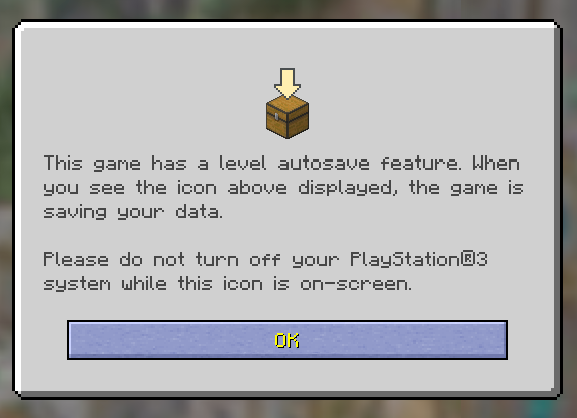 This game has a level autosave feature. When
you see the icon above displayed, the game is
saving your data.
Please do not turn off your PlayStation®3
system while this icon is on-screen.
OK